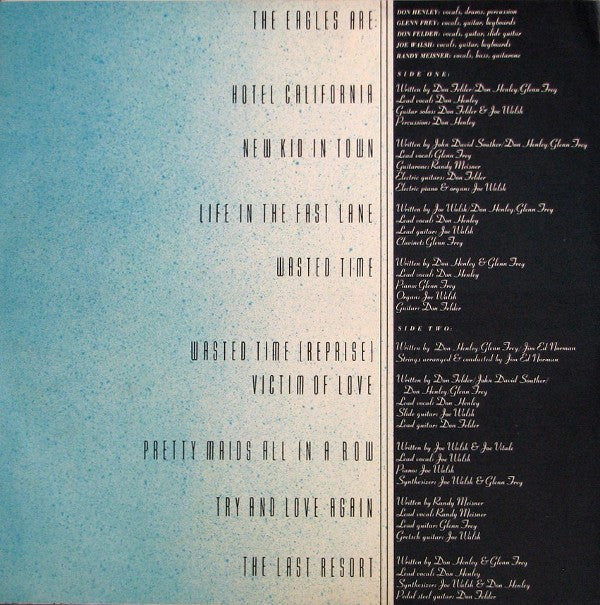 THE EAGLES ARE:
DON HENLEY: vocals, drums, percussion
GLENN FREY: vocals, guitar, keyboards
DON FELDER: vocals, guitar, slide guitar
JOE WALSH: vocals, guitar, keyboards
RANDY MEISNER: vocals, bass, guitarone
SIDE ONE:
HOTEL CALIFORNIA
Written by Don Felder/Don Henley/Glenn Frey
Lead vocal: Don Henley
Guitar solos: Don Felder & Joe Walsh
Percussion: Don Henley
NEW KID IN TOWN
Written by John David Souther/Don Henley/Glenn Frey
Lead vocal: Glenn Frey
Guitarone: Randy Meisner
Electric guitars: Don Felder
Electric piano & organ: Joe Walsh
LIFE IN THE FAST LANE
Written by Joe Walsh/Don Henley/Glenn Frey
Lead vocal: Don Henley
Lead guitar: Joe Walsh
Clavinet: Glenn Frey
WASTED TIME
Written by Don Henley & Glenn Frey
Lead vocal: Don Henley
Piano: Glenn Frey
Organ: Joe Walsh
Guitar: Don Felder
SIDE TWO:
WASTED TIME (REPRISE)
Written by Don Henley/Glenn Frey/Jim Ed Norman
Strings arranged & conducted by Jim Ed Norman
VICTIM OF LOVE
Written by Don Felder/John David Souther/
Don Henley/Glenn Frey
Lead vocal: Don Henley
Slide guitar: Joe Walsh
Lead guitar: Don Felder
PRETTY MAIDS ALL IN A ROW
Written by Joe Walsh & Joe Vitale
Lead vocal: Joe Walsh
Piano: Joe Walsh
Synthesizer: Joe Walsh & Glenn Frey
TRY AND LOVE AGAIN
Written by Randy Meisner
Lead vocal: Randy Meisner
Lead guitar: Glenn Frey
Gretsch guitar: Joe Walsh
THE LAST RESORT
Written by Don Henley & Glenn Frey
Lead vocal: Don Henley
Synthesizer: Joe Walsh & Don Henley
Pedal steel guitar: Don Felder